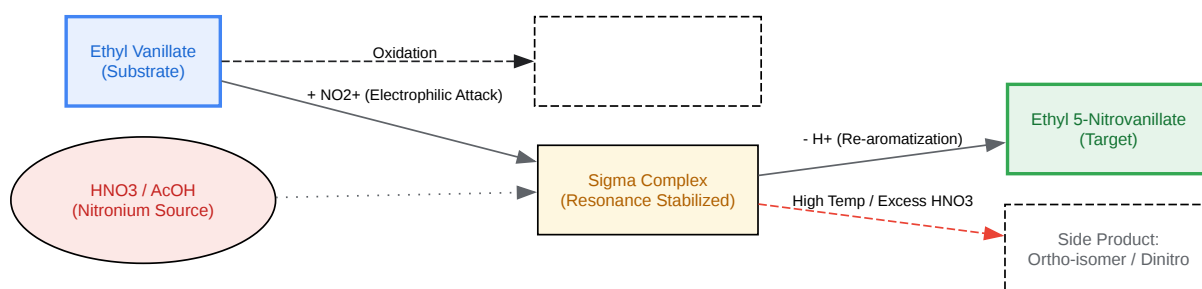 Ethyl Vanillate
(Substrate)
Oxidation
+ NO2+ (Electrophilic Attack)
HNO3 / AcOH
(Nitronium Source)
Sigma Complex
(Resonance Stabilized)
- H+ (Re-aromatization)
High Temp / Excess HNO3
Ethyl 5-Nitrovanillate
(Target)
Side Product:
Ortho-isomer / Dinitro